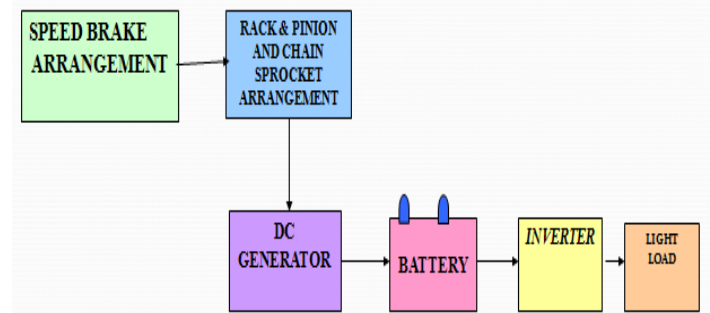 SPEED BRAKE
ARRANGEMENT
RACK & PINION
AND CHAIN
SPROCKET
ARRANGEMENT
DC
GENERATOR
BATTERY
INVERTER
LIGHT
LOAD